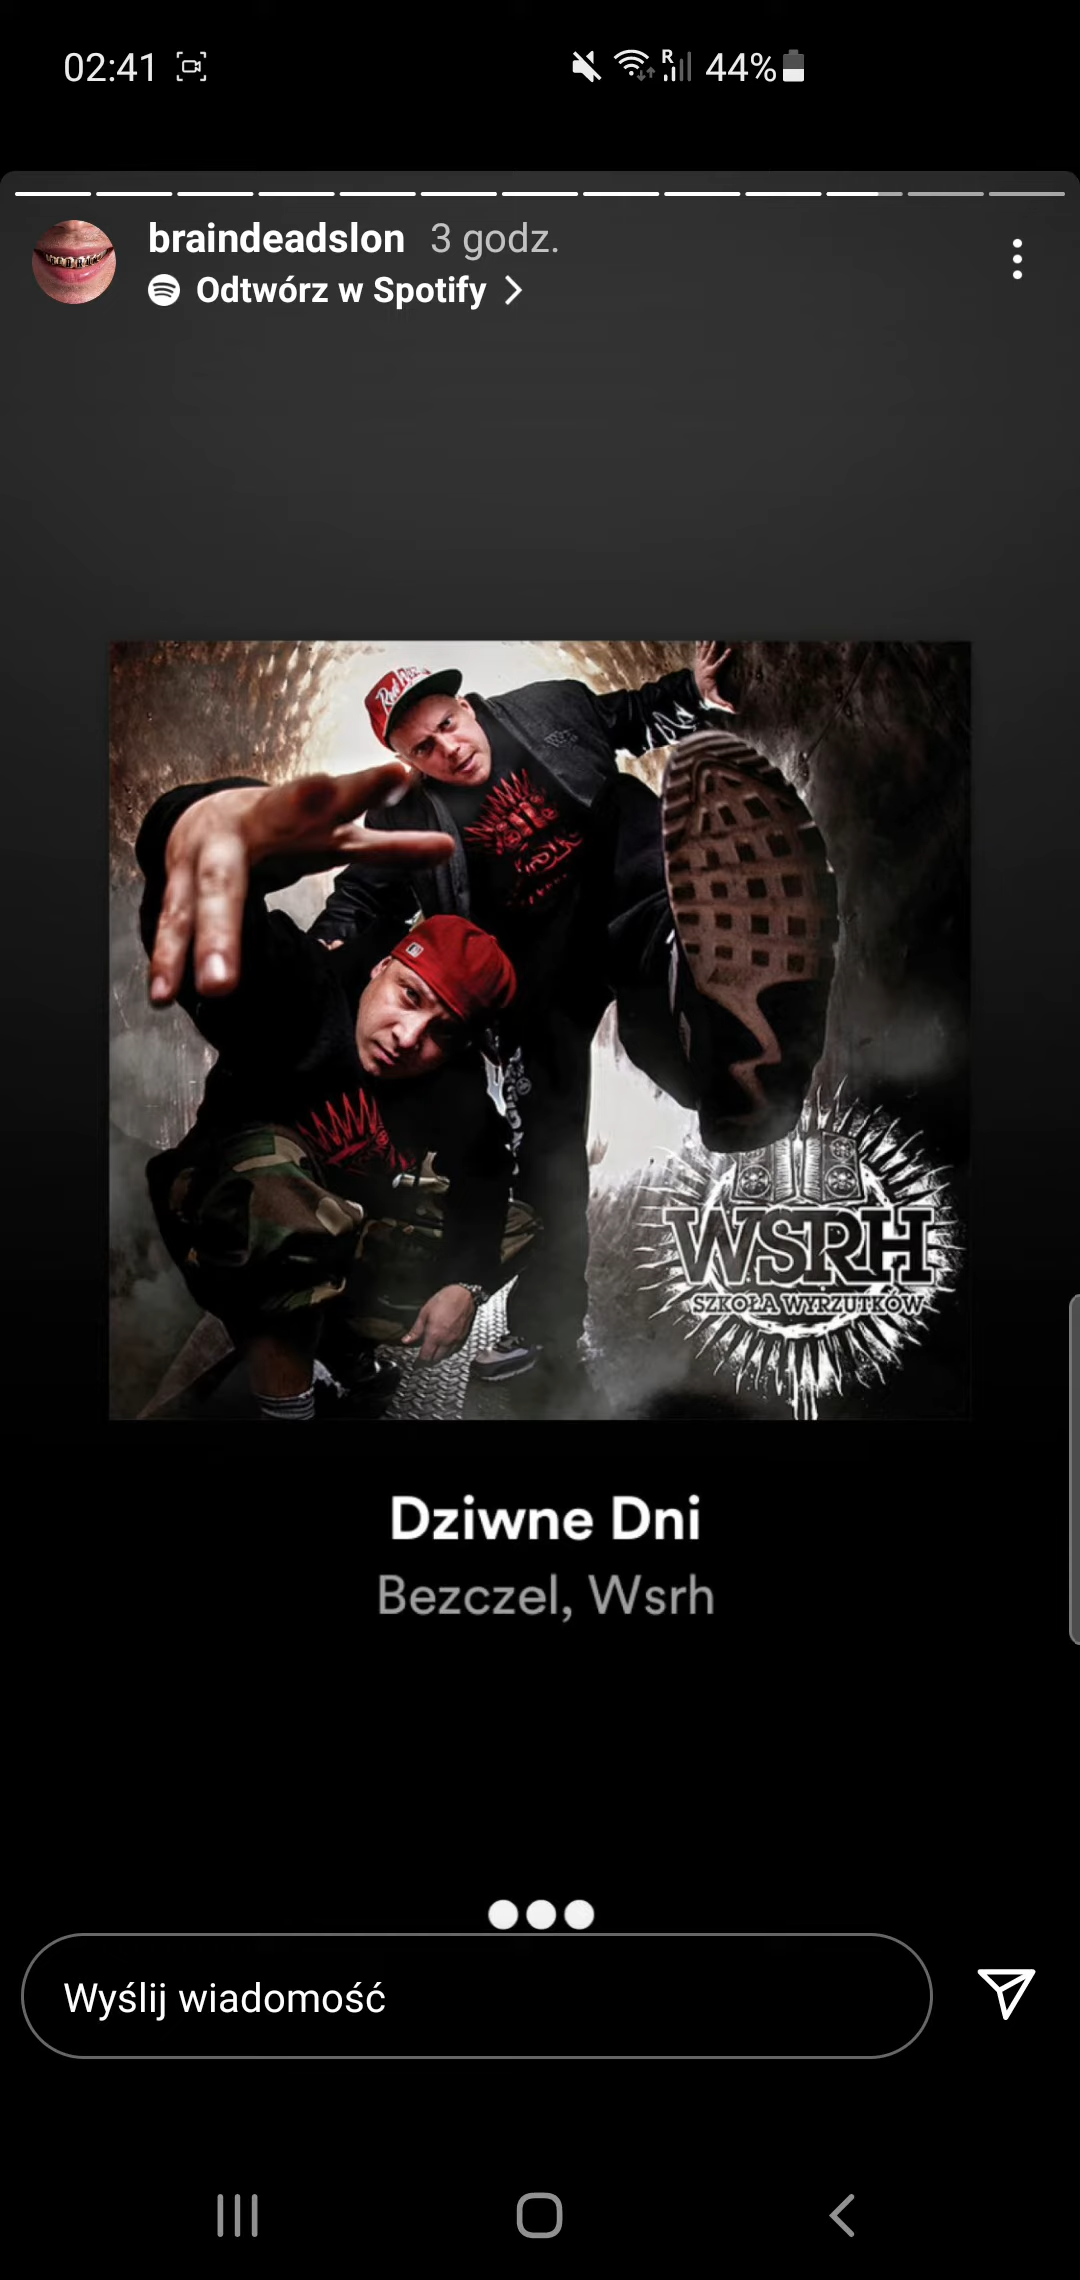 02:41
R
44%
braindeadslon 3 godz.
Odtwórz w Spotify
WSRH
SZKOŁA WYRZUTKÓW
Dziwne Dni
Bezczel, Wsrh
Wyślij wiadomość